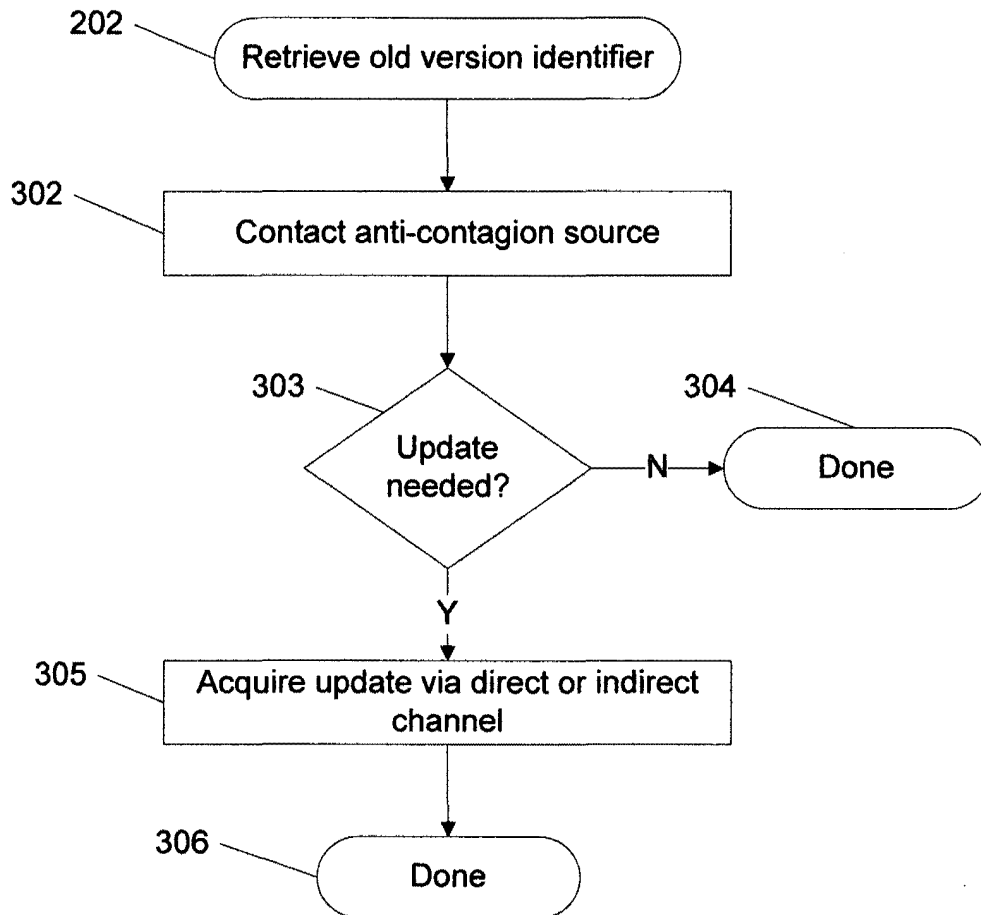 202
Retrieve old version identifier
302
Contact anti-contagion source
303
304
Update
needed?
N
Done
Y
305
Acquire update via direct or indirect
channel
306
Done